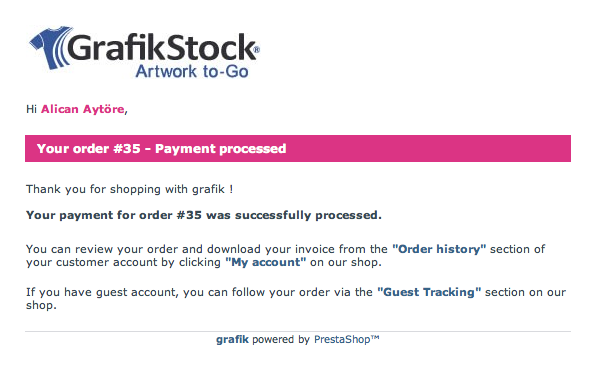 GrafikStock®
Artwork to-Go
Hi Alican Aytöre,
Your order #35 - Payment processed
Thank you for shopping with grafik !
Your payment for order #35 was successfully processed.
You can review your order and download your invoice from the "Order history" section of
your customer account by clicking "My account" on our shop.
If you have guest account, you can follow your order via the "Guest Tracking" section on our
shop.
grafik powered by PrestaShop™